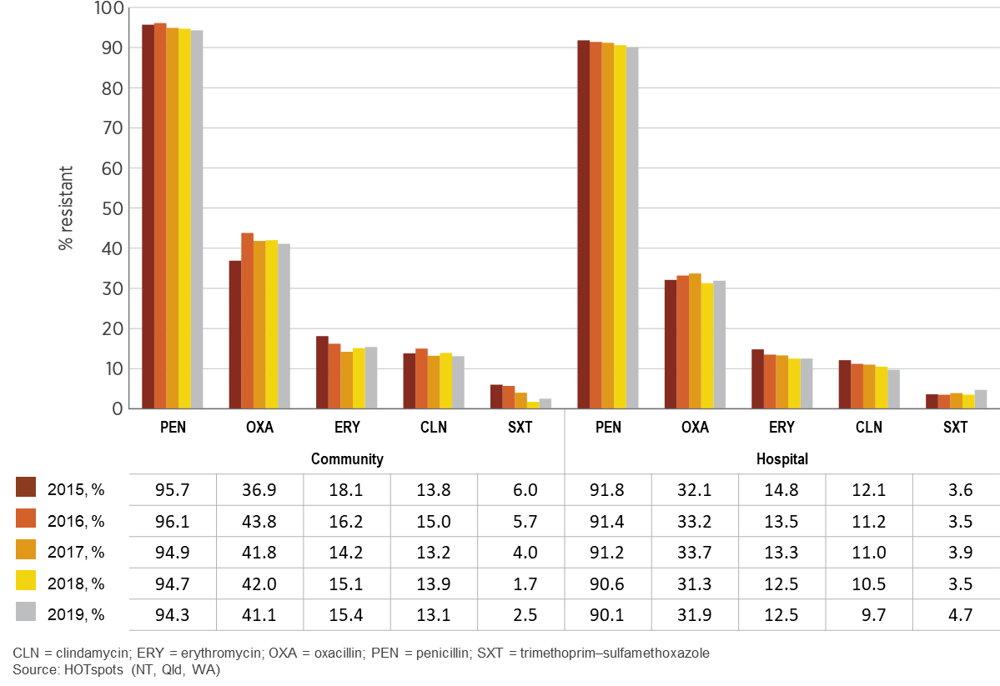 100
90
80
70
60
50
40
30
20
10
0
% resistant
PEN OXA ERY CLN SXT PEN OXA ERY CLN SXT
Community Hospital
2015, % 95.7 36.9 18.1 13.8 6.0 91.8 32.1 14.8 12.1 3.6
2016, % 96.1 43.8 16.2 15.0 5.7 91.4 33.2 13.5 11.2 3.5
2017, % 94.9 41.8 14.2 13.2 4.0 91.2 33.7 13.3 11.0 3.9
2018, % 94.7 42.0 15.1 13.9 1.7 90.6 31.3 12.5 10.5 3.5
2019, % 94.3 41.1 15.4 13.1 2.5 90.1 31.9 12.5 9.7 4.7
CLN = clindamycin; ERY = erythromycin; OXA = oxacillin; PEN = penicillin; SXT = trimethoprim–sulfamethoxazole
Source: HOTspots (NT, Qld, WA)